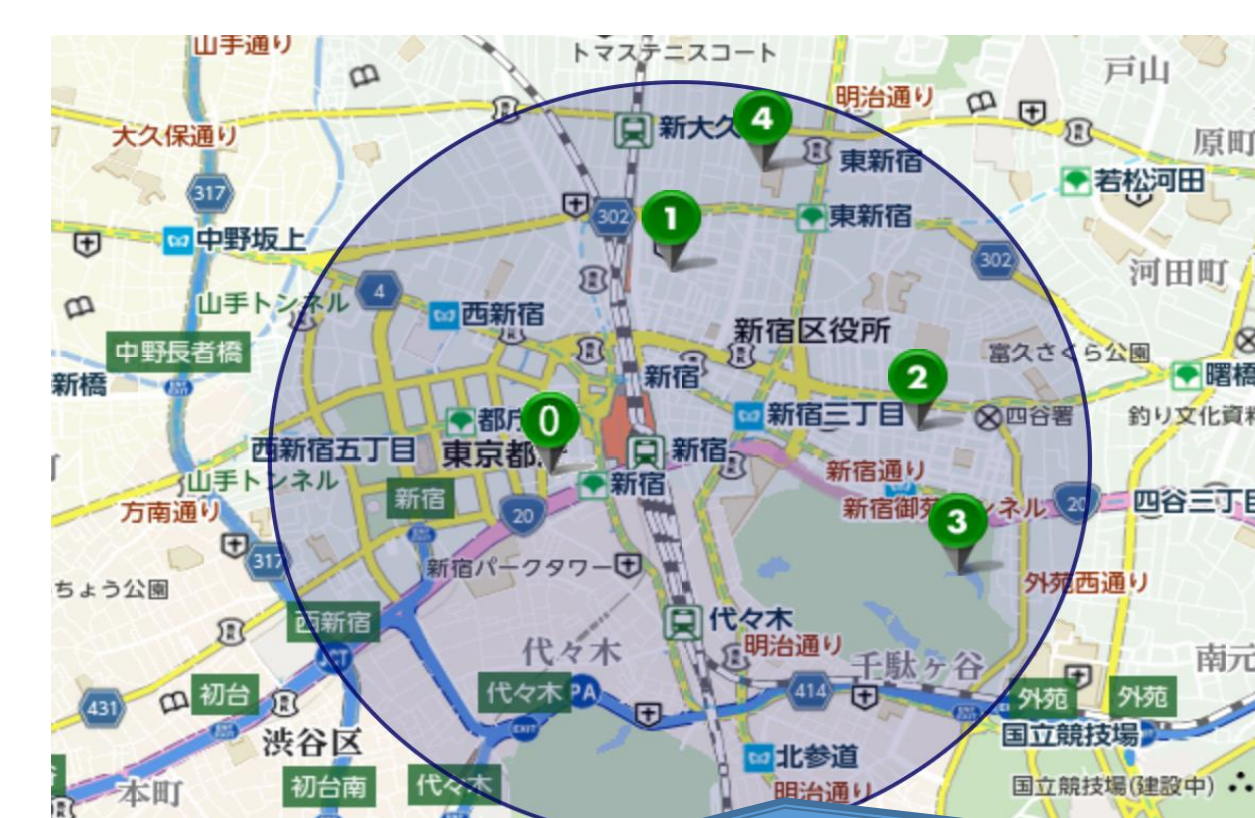 山手通り
トマステニスコート
戸山
明治通り
大久保通り
新大久
4
東新宿
原町
317
若松河田
302
1
東新宿
中野坂上
302
河田町
4
山手トンネル
西新宿
新宿区役所
中野長者橋
富久さくら公園
新橋
新宿
2
曙橋
都庁
0
新宿三丁目
四谷署
釣り文化資料
西新宿五丁目
東京都
新宿
新宿通り
山手トンネル
新宿
新宿
新宿御苑
ンネル
3
20
四谷三丁目
方南通り
20
317
新宿パークタワー
ちょう公園
外苑西通り
西新宿
代々木
代々木
明治通り
千駄ヶ谷
南元
JCT
初台
代々木
PA
414
外苑
外苑
431
EXIT
渋谷区
国立競技場
北参道
本町
初台南
代々木
明治通り
国立競技場(建設中)